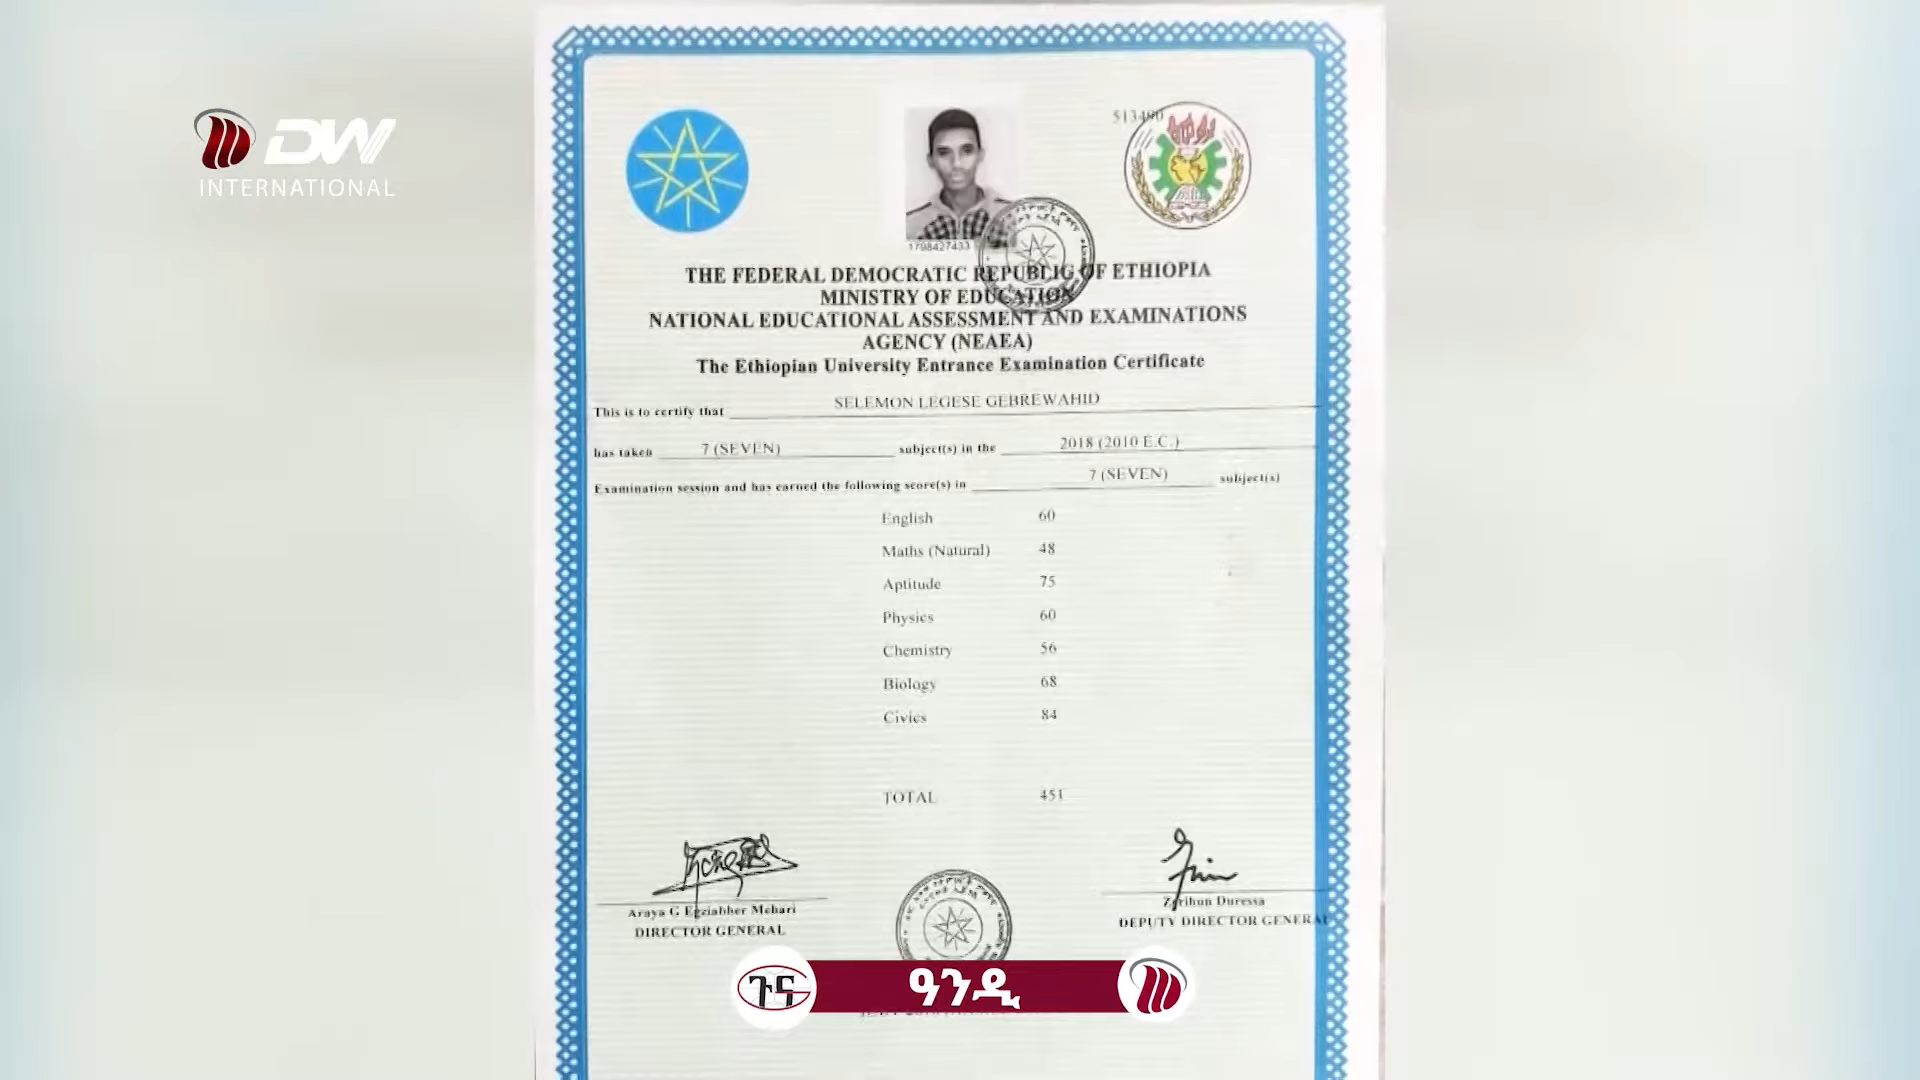 DW
INTERNATIONAL
513490
1798427433
THE FEDERAL DEMOCRATIC REPUBLIG OF ETHIOPIA
MINISTRY OF EDUCATION
NATIONAL EDUCATIONAL ASSESSMENT AND EXAMINATIONS
AGENCY (NEAEA)
The Ethiopian University Entrance Examination Certificate
This is to certify that SELEMON LEGESE GEBREWAHID
has taken 7 (SEVEN) subject(s) in the 2018 (2010 E.C.)
Examination session and has earned the following score(s) in 7 (SEVEN) subject(s)
English 60
Maths (Natural) 48
Aptitude 75
Physics 60
Chemistry 56
Biology 68
Civics 84
TOTAL 451
Araya G Egziabher Mehari
DIRECTOR GENERAL
Zerihun Duressa
DEPUTY DIRECTOR GENERAL
ጉና
ዓንዲ